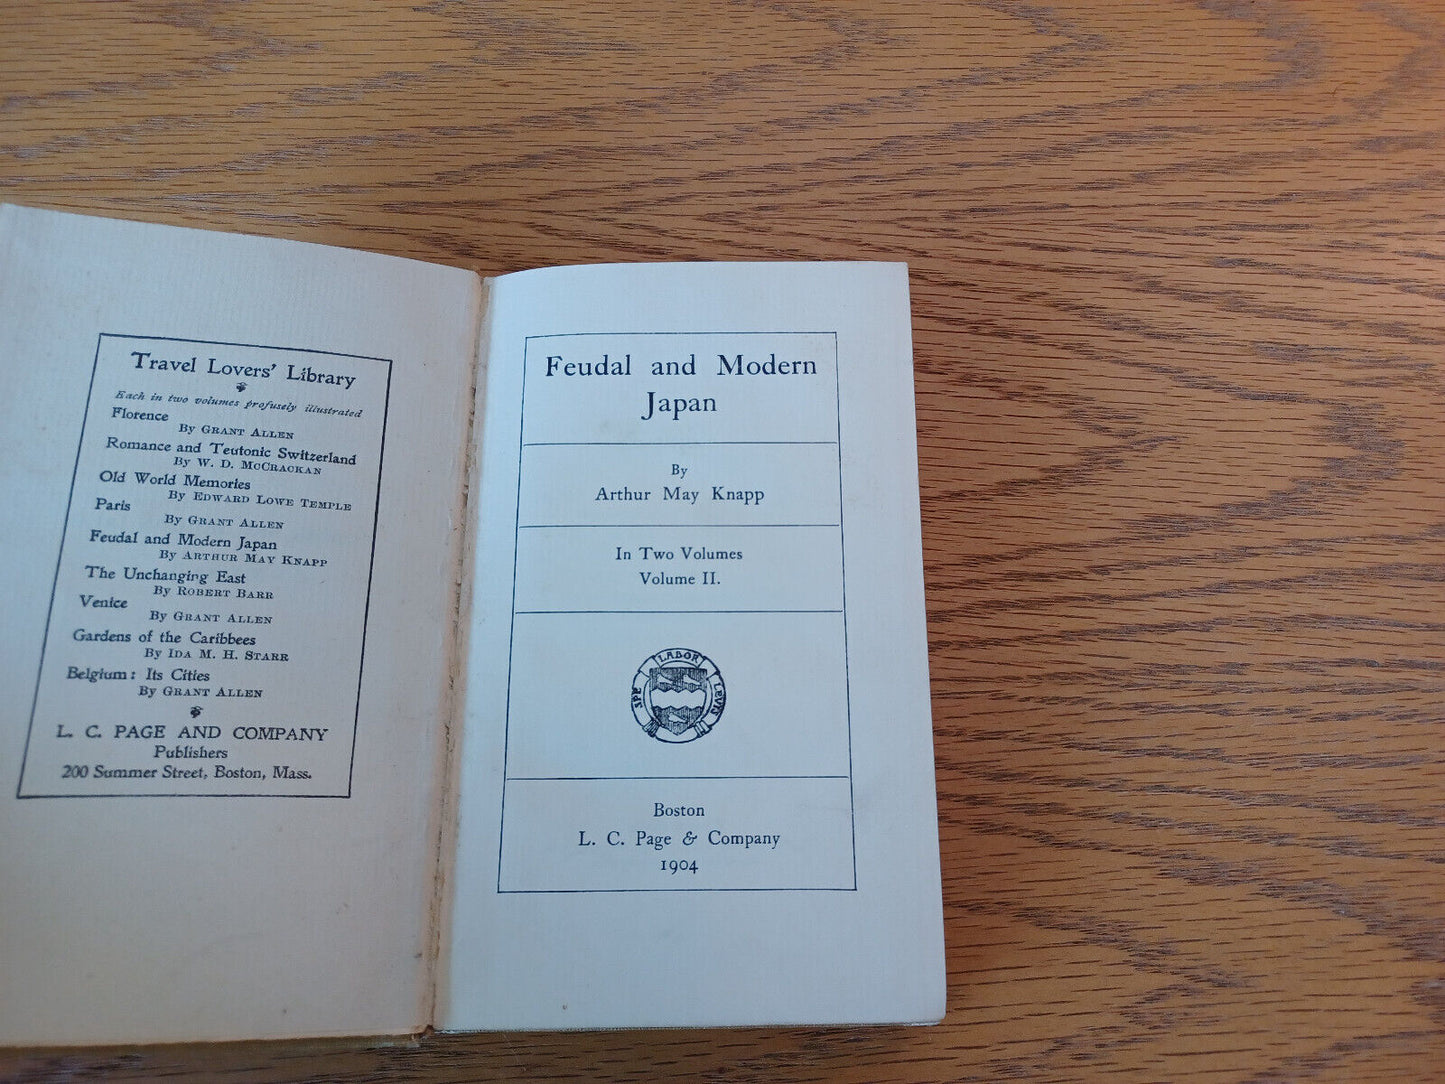 Travel Lovers' Library
Each in two volumes profusely illustrated
Florence
By Grant Allen
Romance and Teutonic Switzerland
By W. D. McCrackan
Old World Memories
By Edward Lowe Temple
Paris
By Grant Allen
Feudal and Modern Japan
By Arthur May Knapp
The Unchanging East
By Robert Barr
Venice
By Grant Allen
Gardens of the Caribbees
By Ida M. H. Starr
Belgium: Its Cities
By Grant Allen
L. C. PAGE AND COMPANY
Publishers
200 Summer Street, Boston, Mass.
Feudal and Modern
Japan
By
Arthur May Knapp
In Two Volumes
Volume II.
SPE LABOR LEVIS
Boston
L. C. Page & Company
1904